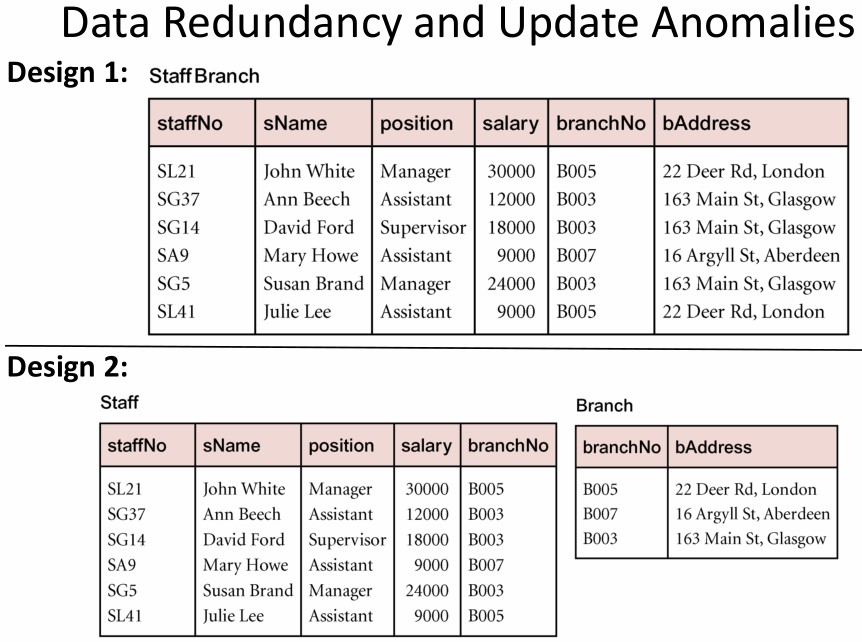 Data Redundancy and Update Anomalies
Design 1: StaffBranch
staffNo sName position salary branchNo bAddress
SL21 John White Manager 30000 B005 22 Deer Rd, London
SG37 Ann Beech Assistant 12000 B003 163 Main St, Glasgow
SG14 David Ford Supervisor 18000 B003 163 Main St, Glasgow
SA9 Mary Howe Assistant 9000 B007 16 Argyll St, Aberdeen
SG5 Susan Brand Manager 24000 B003 163 Main St, Glasgow
SL41 Julie Lee Assistant 9000 B005 22 Deer Rd, London
Design 2:
Staff
staffNo sName position salary branchNo
SL21 John White Manager 30000 B005
SG37 Ann Beech Assistant 12000 B003
SG14 David Ford Supervisor 18000 B003
SA9 Mary Howe Assistant 9000 B007
SG5 Susan Brand Manager 24000 B003
SL41 Julie Lee Assistant 9000 B005
Branch
branchNo bAddress
B005 22 Deer Rd, London
B007 16 Argyll St, Aberdeen
B003 163 Main St, Glasgow